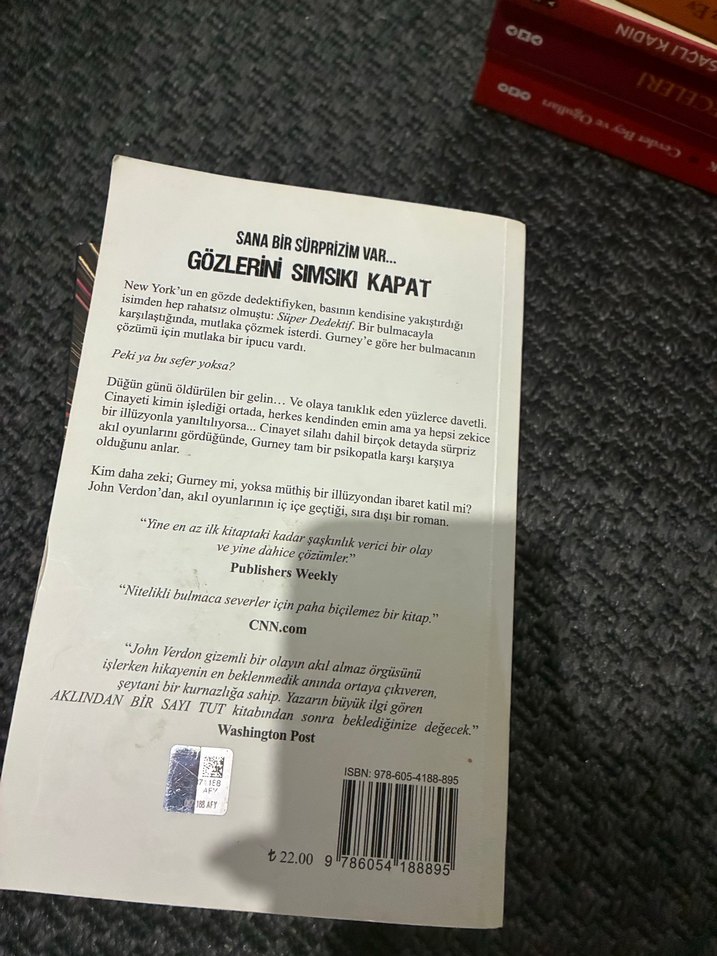 SANA BİR SÜRPRİZİM VAR...
GÖZLERİNİ SIMSIKI KAPAT
New York'un en gözde dedektifiyken, basının kendisine yakıştırdığı
isimden hep rahatsız olmuştu: Süper Dedektif. Bir bulmacayla
karşılaştığında, mutlaka çözmek isterdi. Gurney'e göre her bulmacanın
çözümü için mutlaka bir ipucu vardı.
Peki ya bu sefer yoksa?
Düğün günü öldürülen bir gelin... Ve olaya tanıklık eden yüzlerce davetli.
Cinayeti kimin işlediği ortada, herkes kendinden emin ama ya hepsi zekice
bir illüzyonla yanıltılıyorsa... Cinayet silahı dahil birçok detayda sürpriz
akıl oyunlarını gördüğünde, Gurney tam bir psikopatla karşı karşıya
olduğunu anlar.
Kim daha zeki; Gurney mi, yoksa müthiş bir illüzyondan ibaret katil mi?
John Verdon'dan, akıl oyunlarının iç içe geçtiği, sıra dışı bir roman.
"Yine en az ilk kitaptaki kadar şaşkınlık verici bir olay
ve yine dahice çözümler."
Publishers Weekly
"Nitelikli bulmaca severler için paha biçilemez bir kitap."
CNN.com
"John Verdon gizemli bir olayın akıl almaz örgüsünü
işlerken hikayenin en beklenmedik anında ortaya çıkıveren,
şeytani bir kurnazlığa sahip. Yazarın büyük ilgi gören
AKLINDAN BİR SAYI TUT kitabından sonra beklediğinize değecek."
Washington Post
AFY
188 AFY
ISBN: 978-605-4188-895
₺ 22.00
9 786054 188895
SAÇLI KADIN
ÇELERİ
Cevdet Bey ve Oğulları